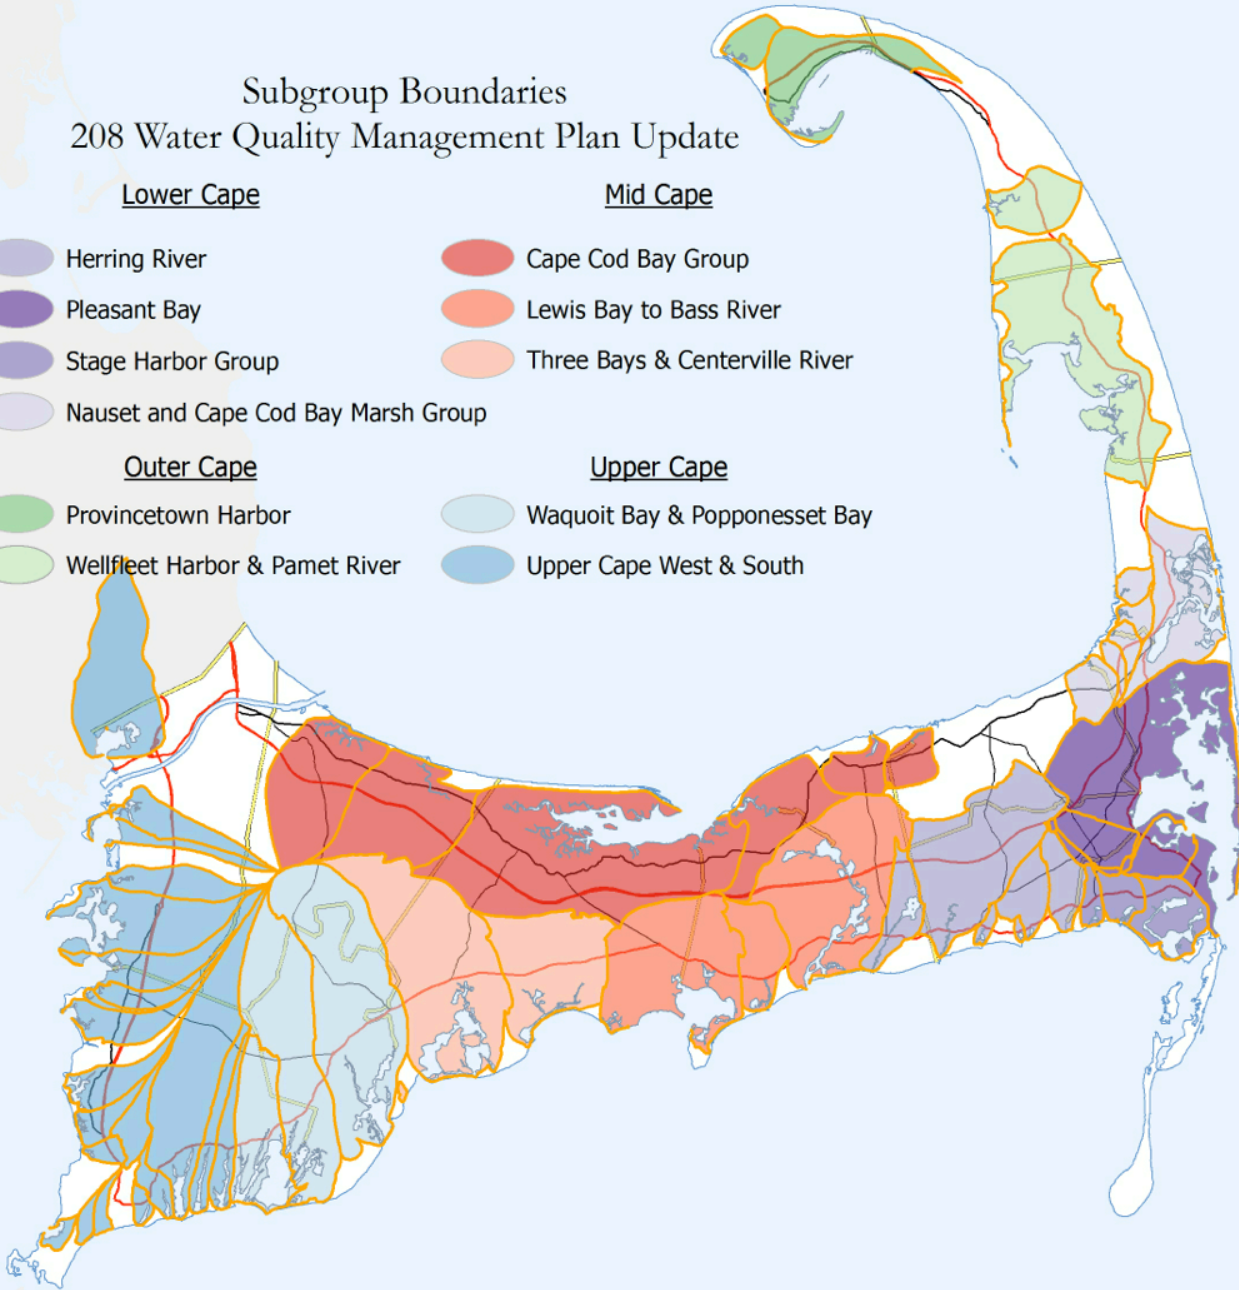 Subgroup Boundaries
208 Water Quality Management Plan Update
Lower Cape
Herring River
Pleasant Bay
Stage Harbor Group
Nauset and Cape Cod Bay Marsh Group
Mid Cape
Cape Cod Bay Group
Lewis Bay to Bass River
Three Bays & Centerville River
Outer Cape
Provincetown Harbor
Wellfleet Harbor & Pamet River
Upper Cape
Waquoit Bay & Popponesset Bay
Upper Cape West & South